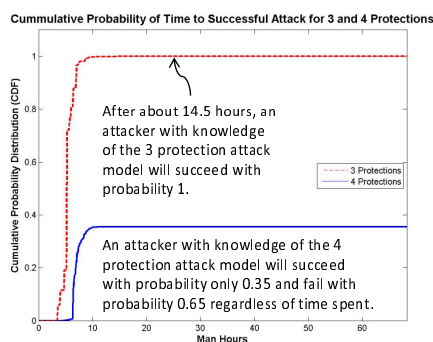 Cummulative Probability of Time to Successful Attack for 3 and 4 Protections
Cumulative Probability Distribution (CDF)
1
0.8
0.6
0.4
0.2
0
After about 14.5 hours, an
attacker with knowledge
of the 3 protection attack
model will succeed with
probability 1.
3 Protections
4 Protections
An attacker with knowledge of the 4
protection attack model will succeed
with probability only 0.35 and fail with
probability 0.65 regardless of time spent.
0 10 20 30 40 50 60
Man Hours